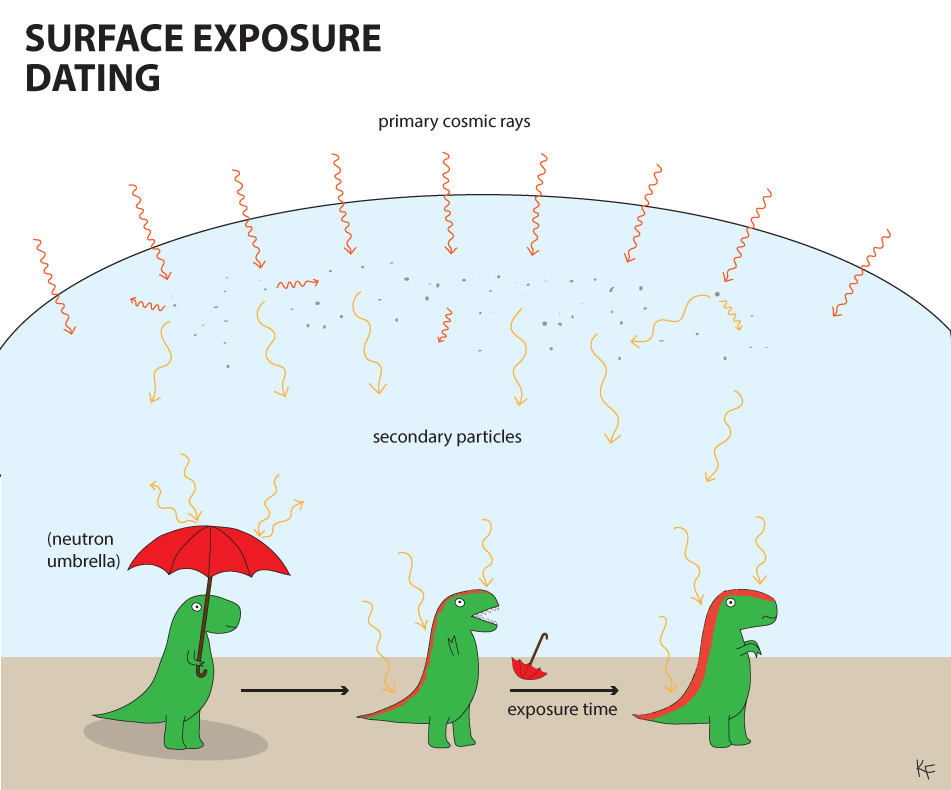 SURFACE EXPOSURE
DATING
primary cosmic rays
secondary particles
(neutron
umbrella)
exposure time
KF